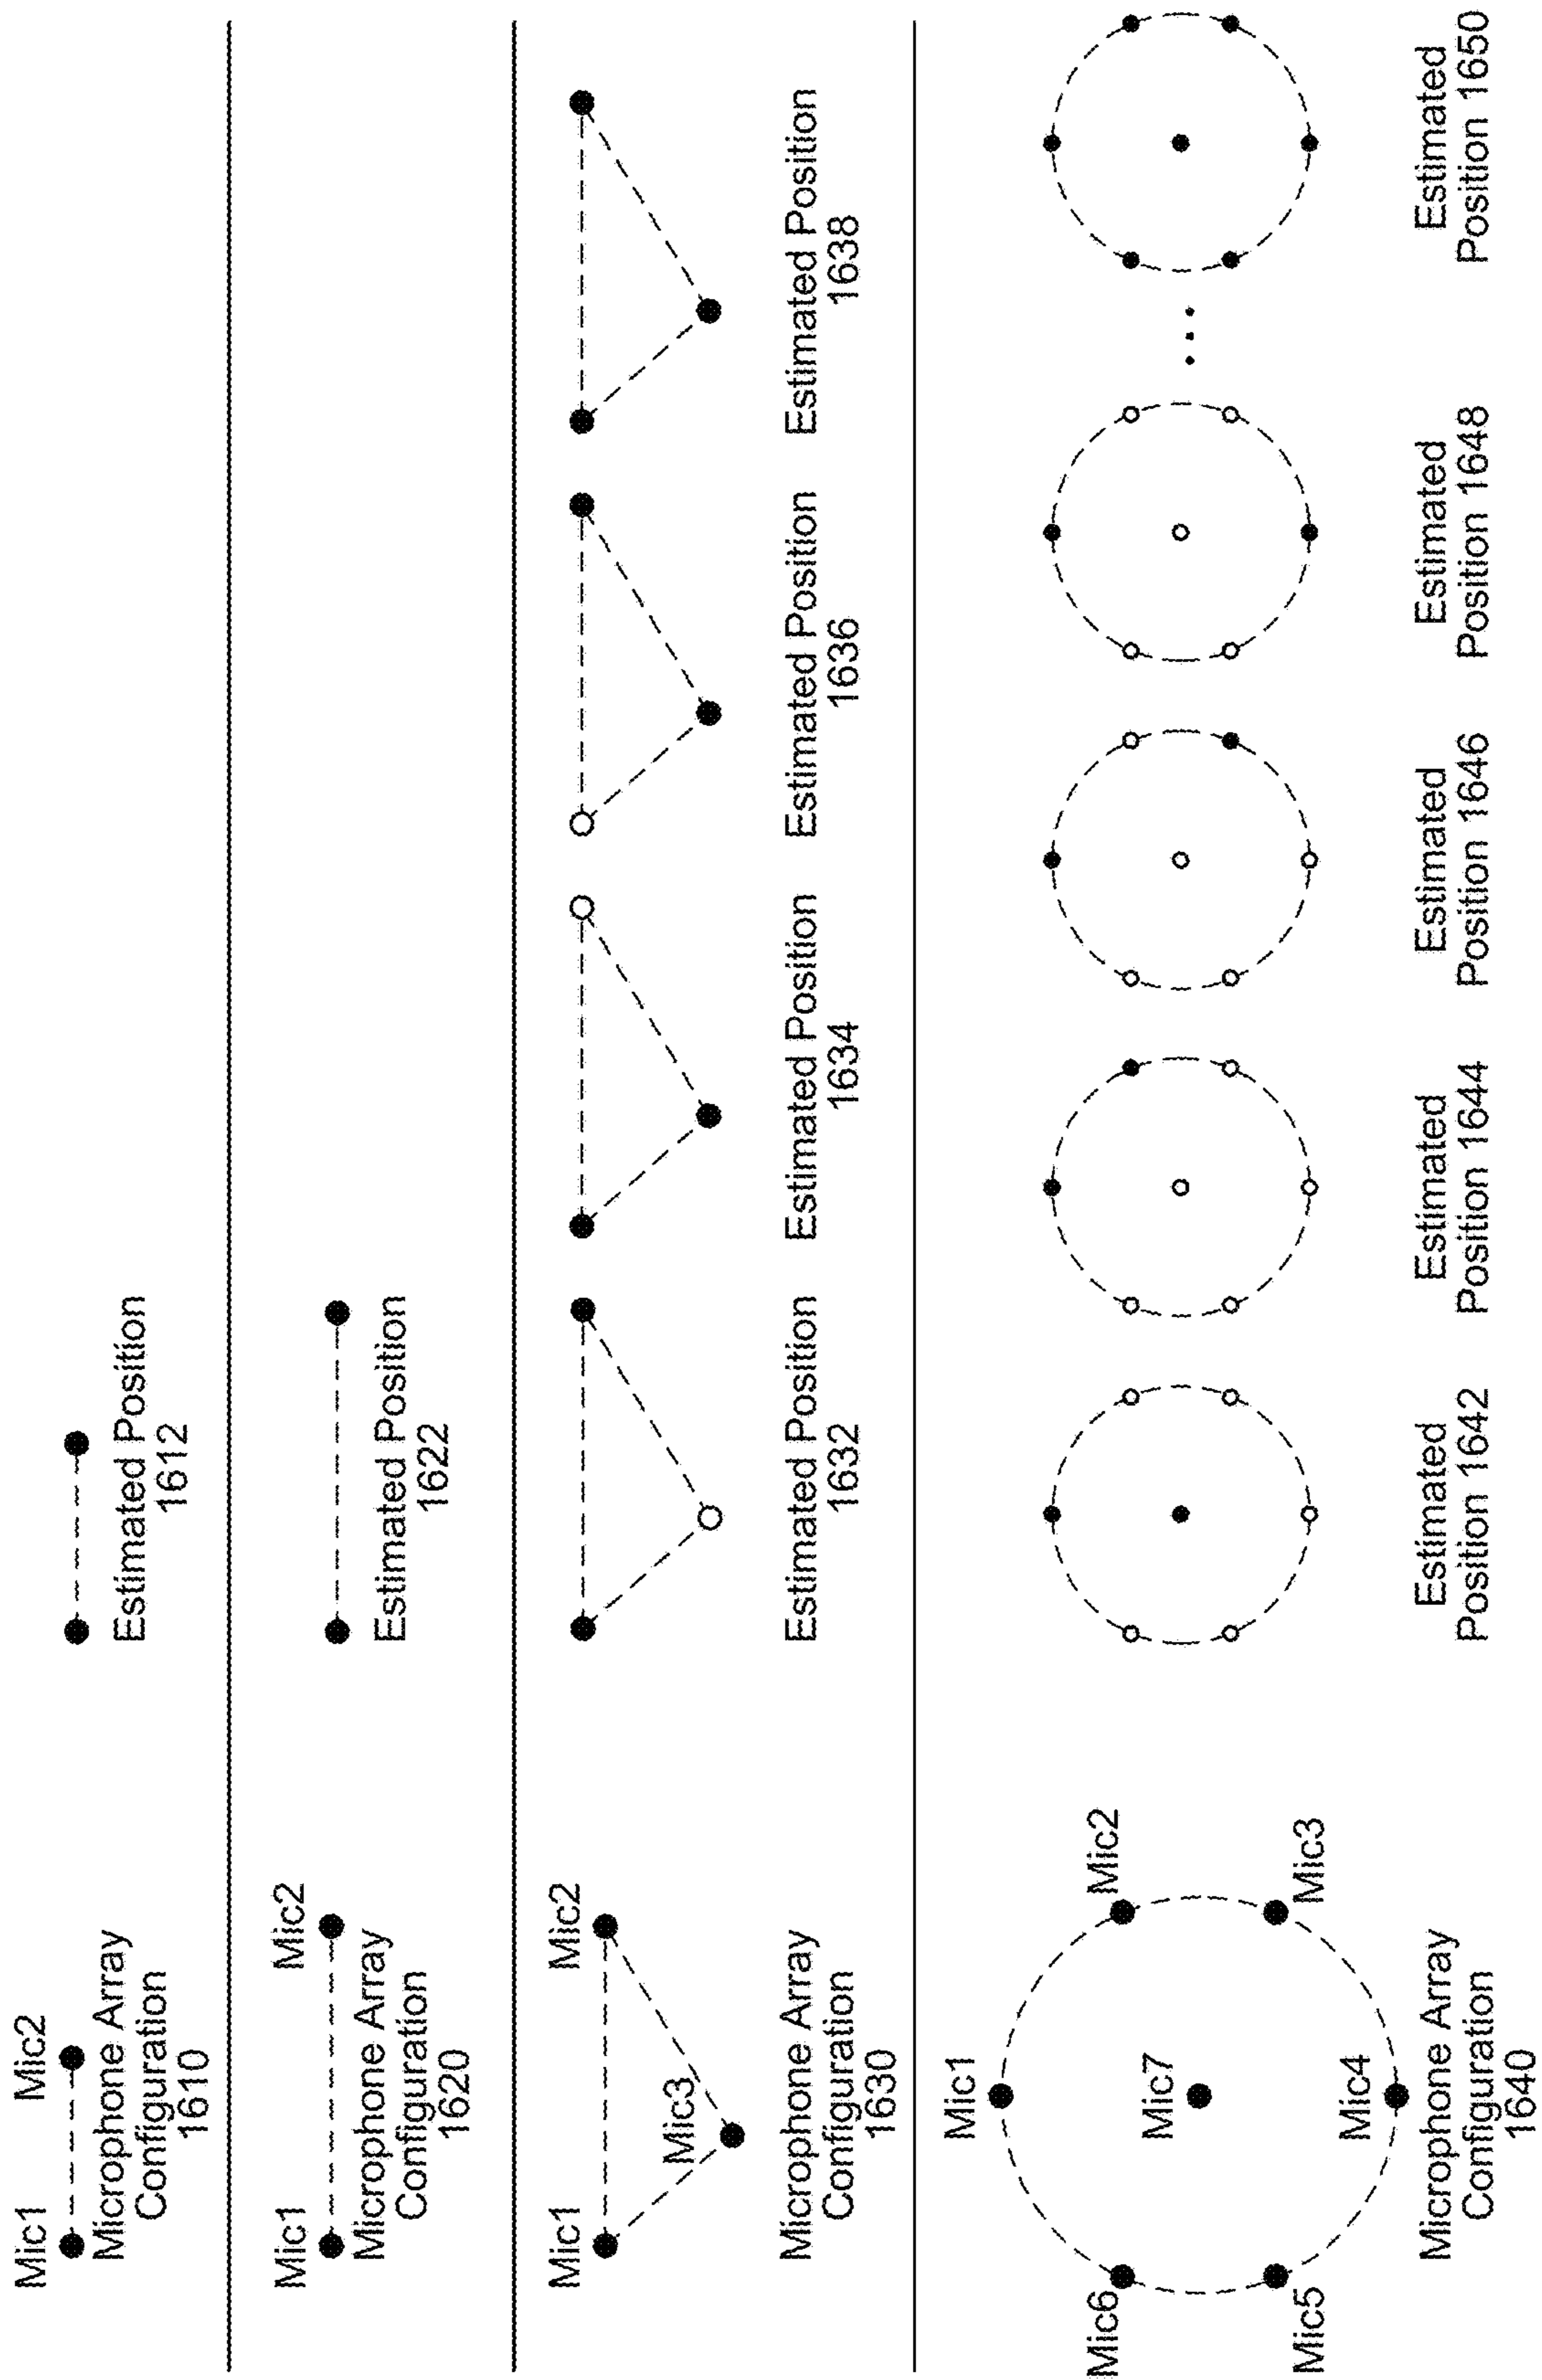 Mic1
Mic2
Microphone Array
Configuration
1610
Estimated Position
1612
Mic1
Mic2
Microphone Array
Configuration
1620
Estimated Position
1622
Mic1
Mic2
Mic3
Microphone Array
Configuration
1630
Estimated Position
1632
Estimated Position
1634
Estimated Position
1636
Estimated Position
1638
Mic1
Mic2
Mic3
Mic4
Mic5
Mic6
Mic7
Microphone Array
Configuration
1640
Estimated
Position 1642
Estimated
Position 1644
Estimated
Position 1646
Estimated
Position 1648
Estimated
Position 1650